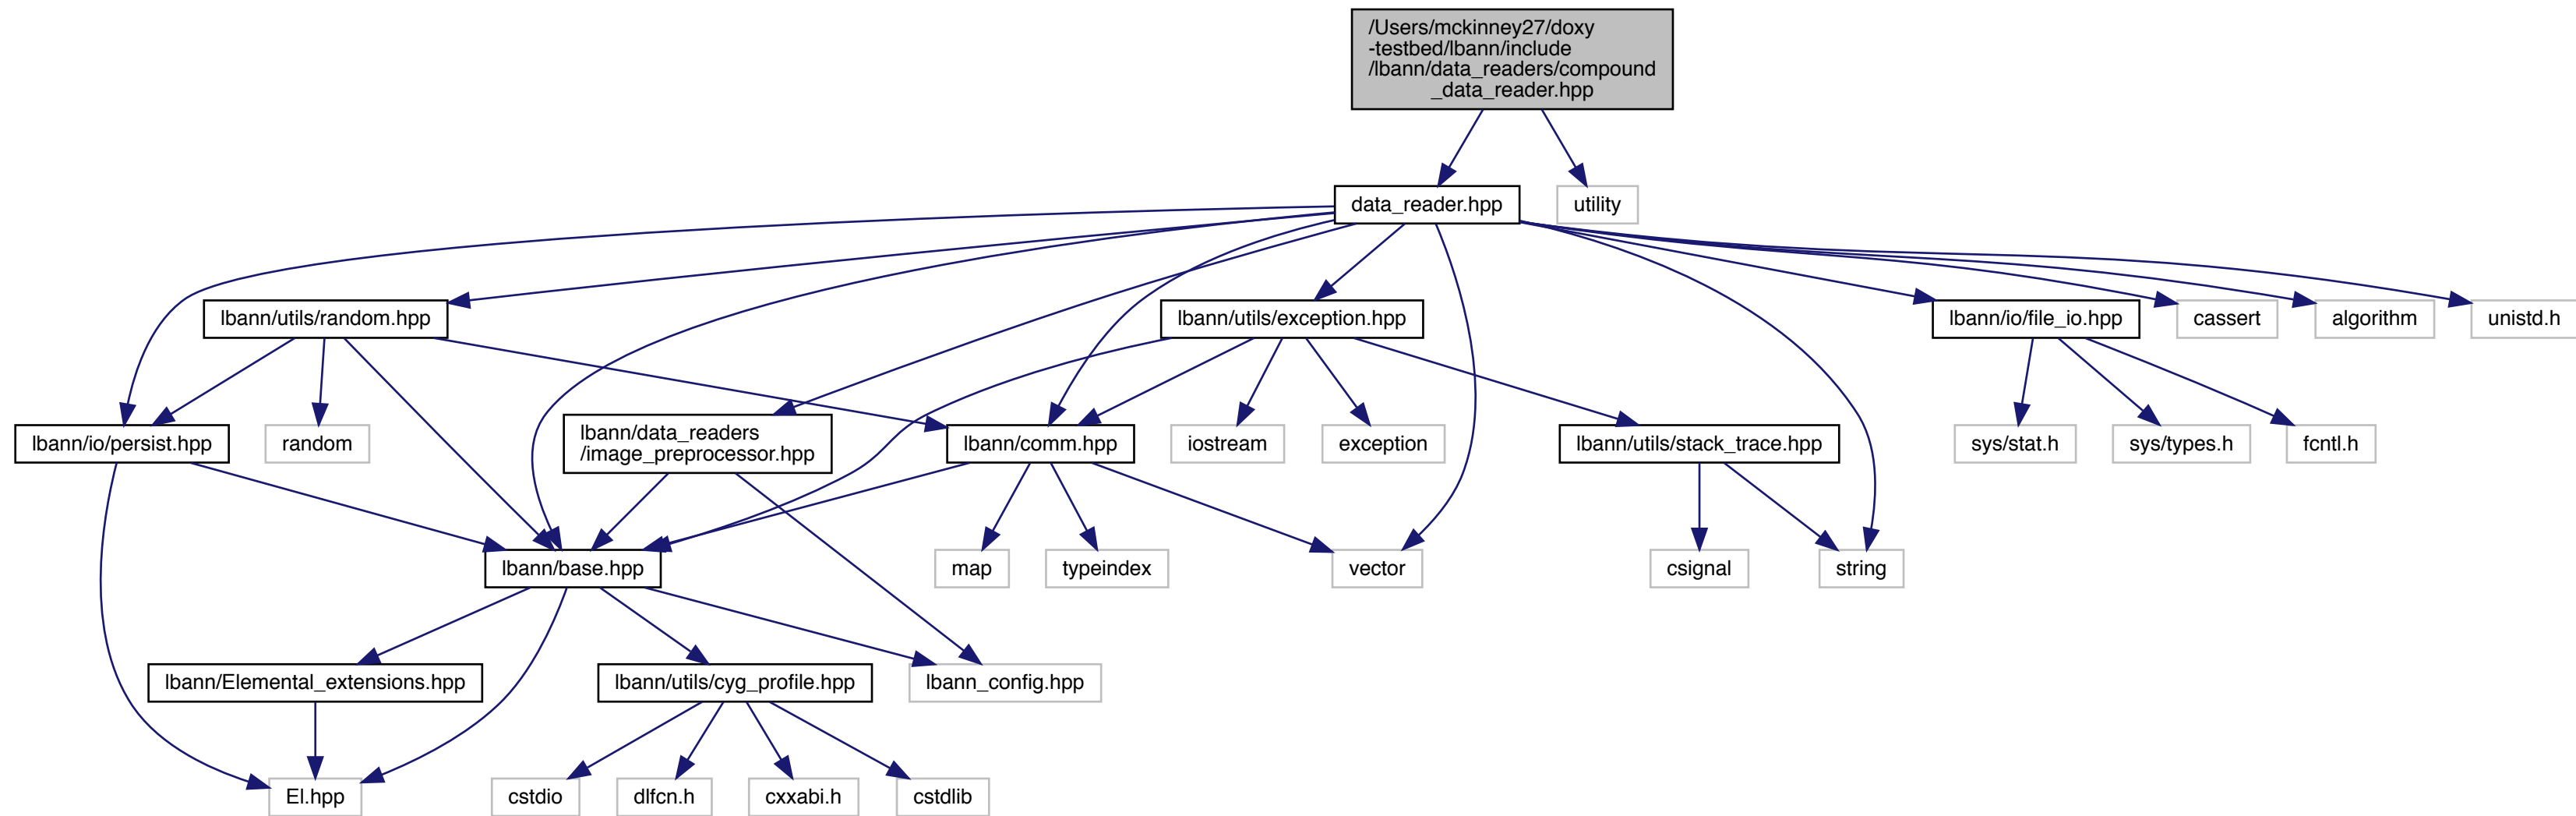 /Users/mckinney27/doxy
-testbed/lbann/include
/lbann/data_readers/compound
_data_reader.hpp
data_reader.hpp
utility
lbann/utils/random.hpp
lbann/utils/exception.hpp
lbann/io/file_io.hpp
cassert
algorithm
unistd.h
lbann/io/persist.hpp
random
lbann/data_readers
/image_preprocessor.hpp
lbann/comm.hpp
iostream
exception
lbann/utils/stack_trace.hpp
sys/stat.h
sys/types.h
fcntl.h
lbann/base.hpp
map
typeindex
vector
csignal
string
lbann/Elemental_extensions.hpp
lbann/utils/cyg_profile.hpp
lbann_config.hpp
El.hpp
cstdio
dlfcn.h
cxxabi.h
cstdlib